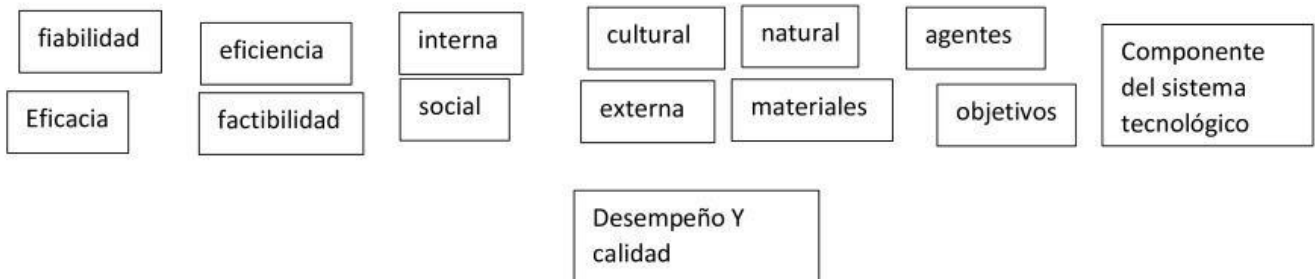 fiabilidad
eficiencia
interna
cultural
natural
agentes
Componente
del sistema
tecnológico
Eficacia
factibilidad
social
externa
materiales
objetivos
Desempeño Y
calidad